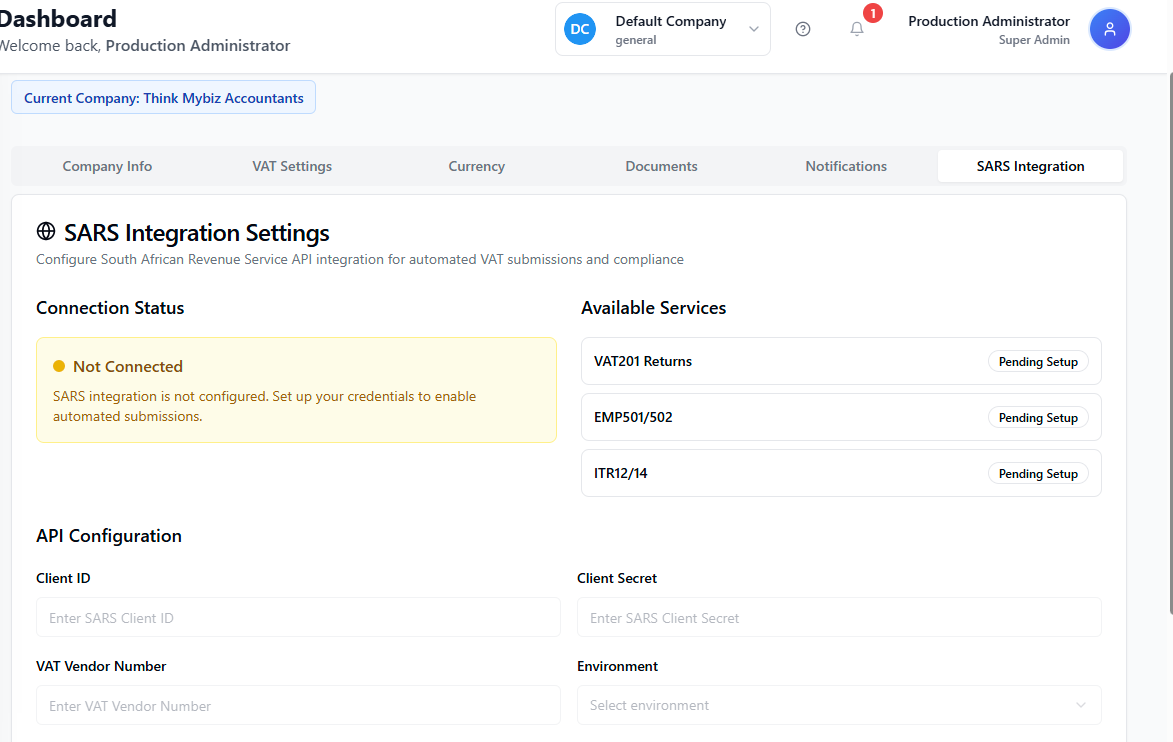 Dashboard
Welcome back, Production Administrator
DC
Default Company
general
1
Production Administrator
Super Admin
Current Company: Think Mybiz Accountants
Company Info
VAT Settings
Currency
Documents
Notifications
SARS Integration
SARS Integration Settings
Configure South African Revenue Service API integration for automated VAT submissions and compliance
Connection Status
Not Connected
SARS integration is not configured. Set up your credentials to enable
automated submissions.
Available Services
VAT201 Returns
Pending Setup
EMP501/502
Pending Setup
ITR12/14
Pending Setup
API Configuration
Client ID
Enter SARS Client ID
Client Secret
Enter SARS Client Secret
VAT Vendor Number
Enter VAT Vendor Number
Environment
Select environment